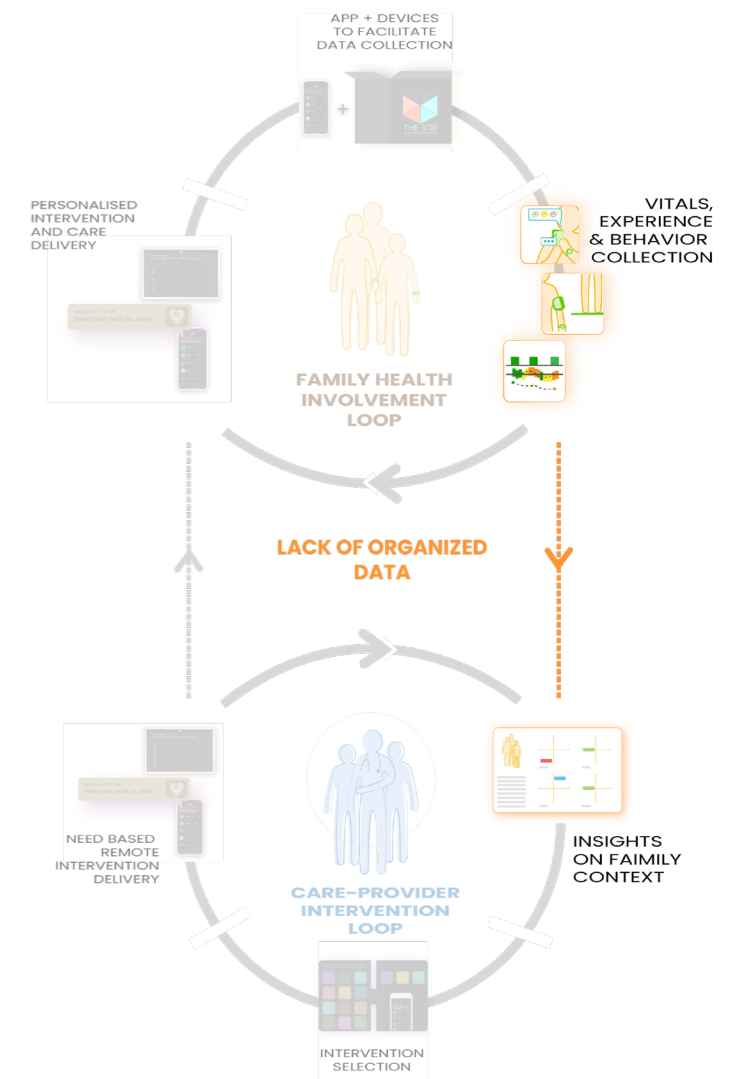 APP + DEVICES
TO FACILITATE
DATA COLLECTION
+
THE BOX
PERSONALISED
INTERVENTION
AND CARE
DELIVERY
VITALS,
EXPERIENCE
& BEHAVIOR
COLLECTION
FAMILY HEALTH
INVOLVEMENT
LOOP
LACK OF ORGANIZED
DATA
NEED BASED
REMOTE
INTERVENTION
DELIVERY
INSIGHTS
ON FAIMILY
CONTEXT
CARE-PROVIDER
INTERVENTION
LOOP
INTERVENTION
SELECTION